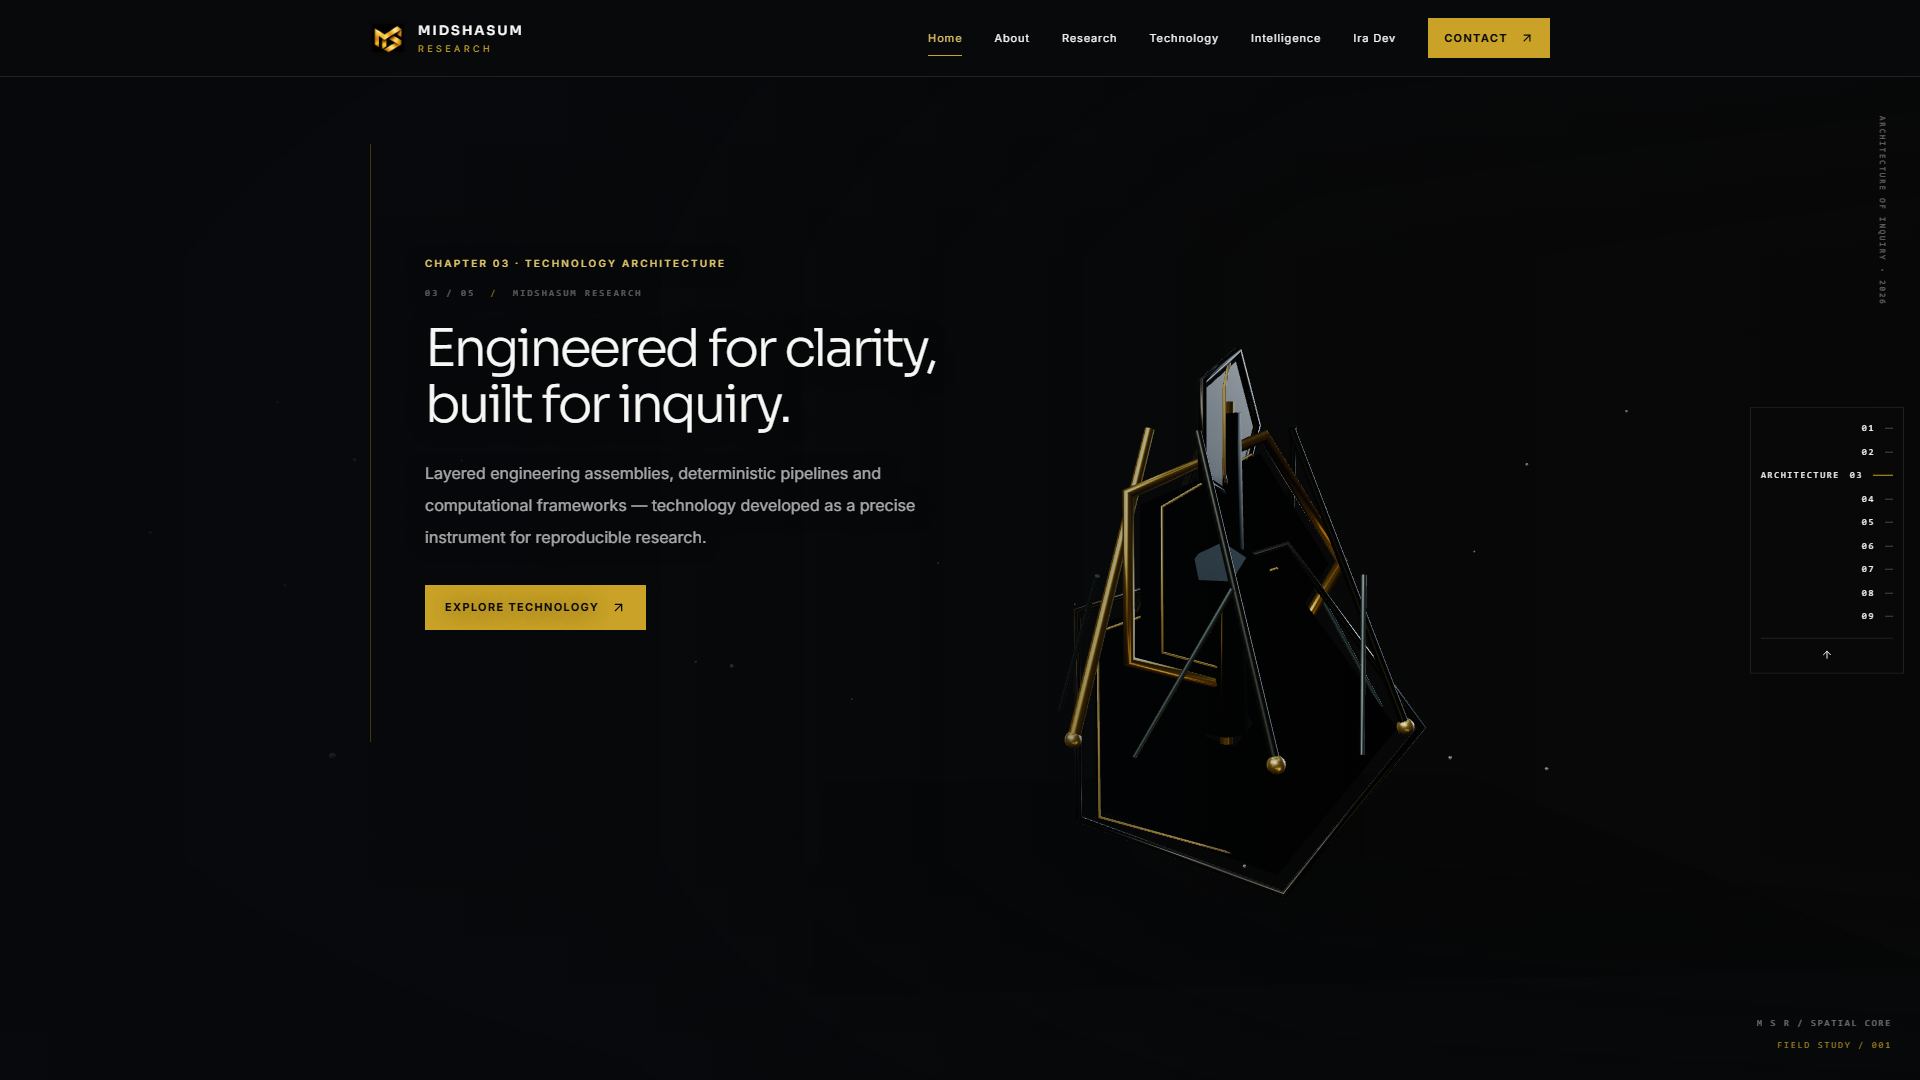 MIDSHASUM
RESEARCH
Home
About
Research
Technology
Intelligence
Ira Dev
CONTACT
ARCHITECTURE OF INQUIRY · 2026
CHAPTER 03 · TECHNOLOGY ARCHITECTURE
03 / 05 / MIDSHASUM RESEARCH
Engineered for clarity,
built for inquiry.
Layered engineering assemblies, deterministic pipelines and
computational frameworks — technology developed as a precise
instrument for reproducible research.
EXPLORE TECHNOLOGY
01
02
ARCHITECTURE 03
04
05
06
07
08
09
M S R / SPATIAL CORE
FIELD STUDY / 001